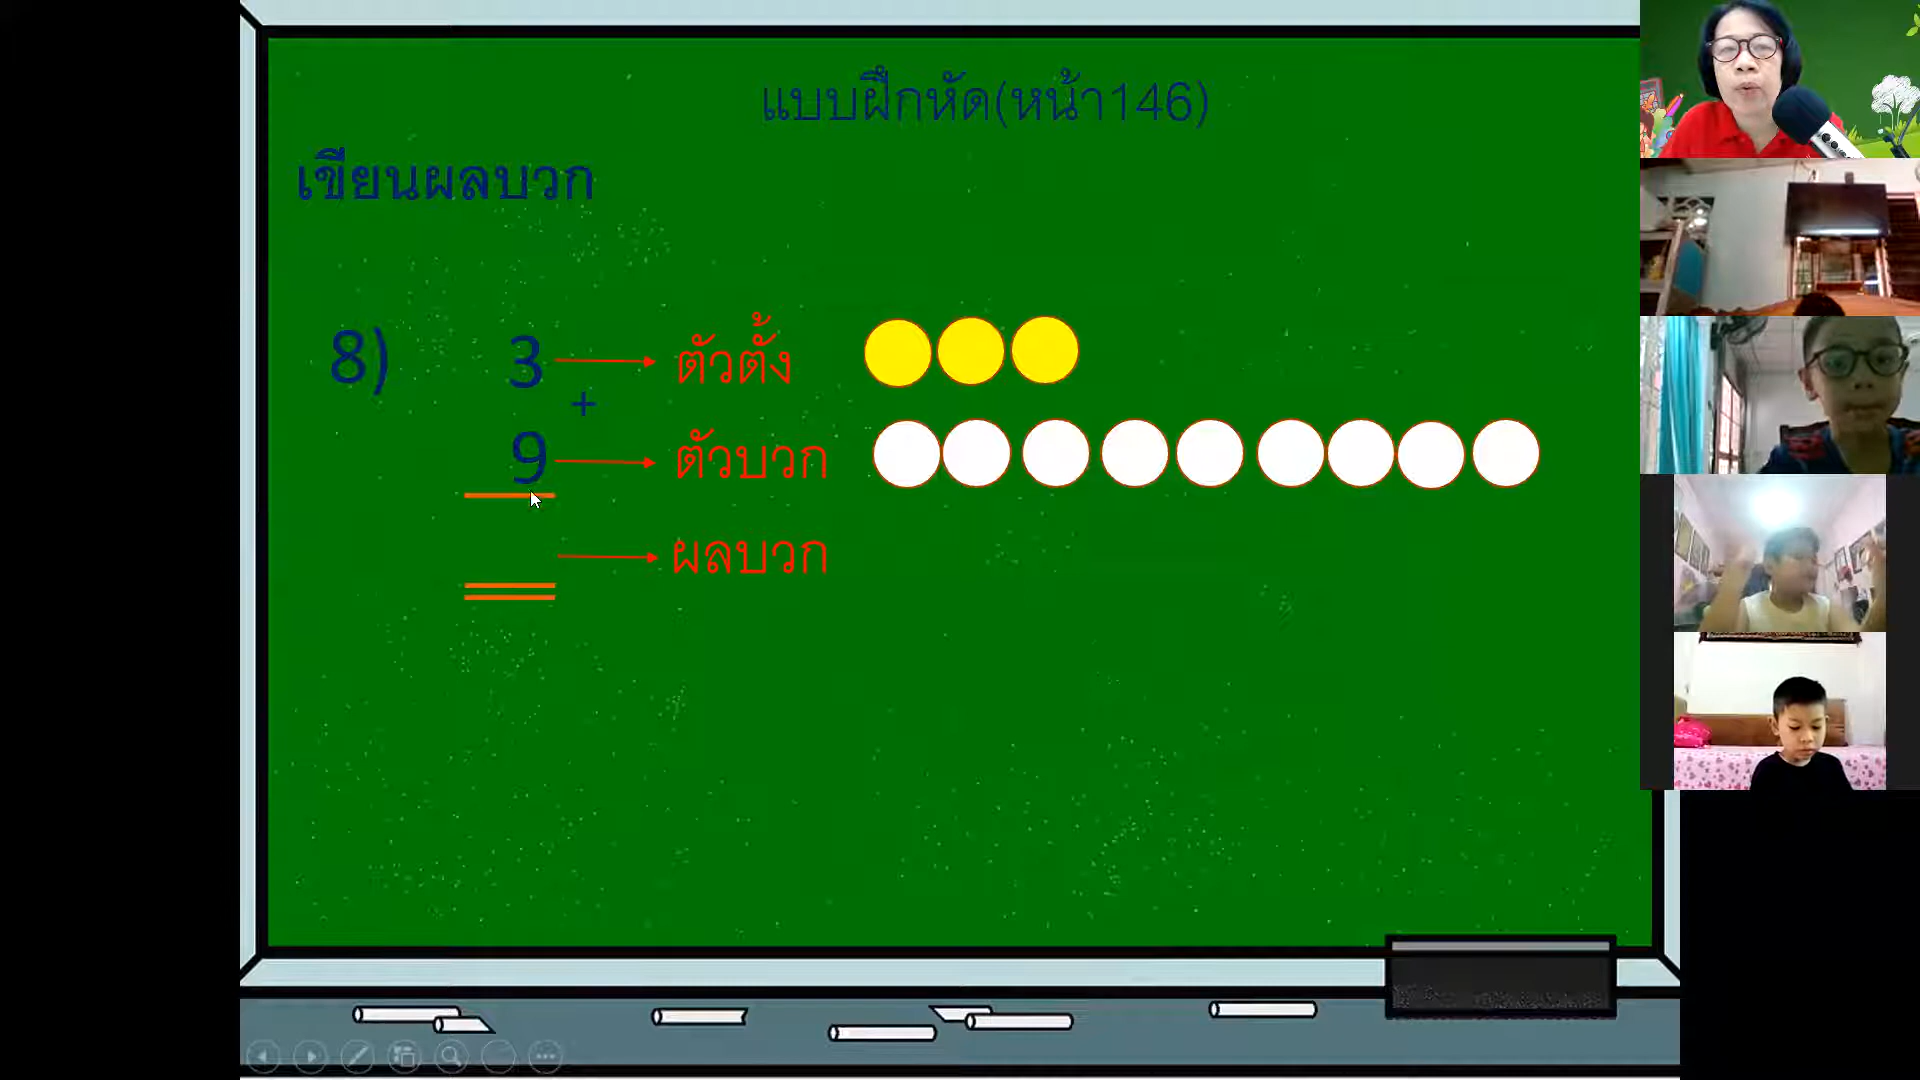 แบบฝึกหัด(หน้า146)
เขียนผลบวก
8) 3 ตัวตั้ง
+
9 ตัวบวก
ผลบวก